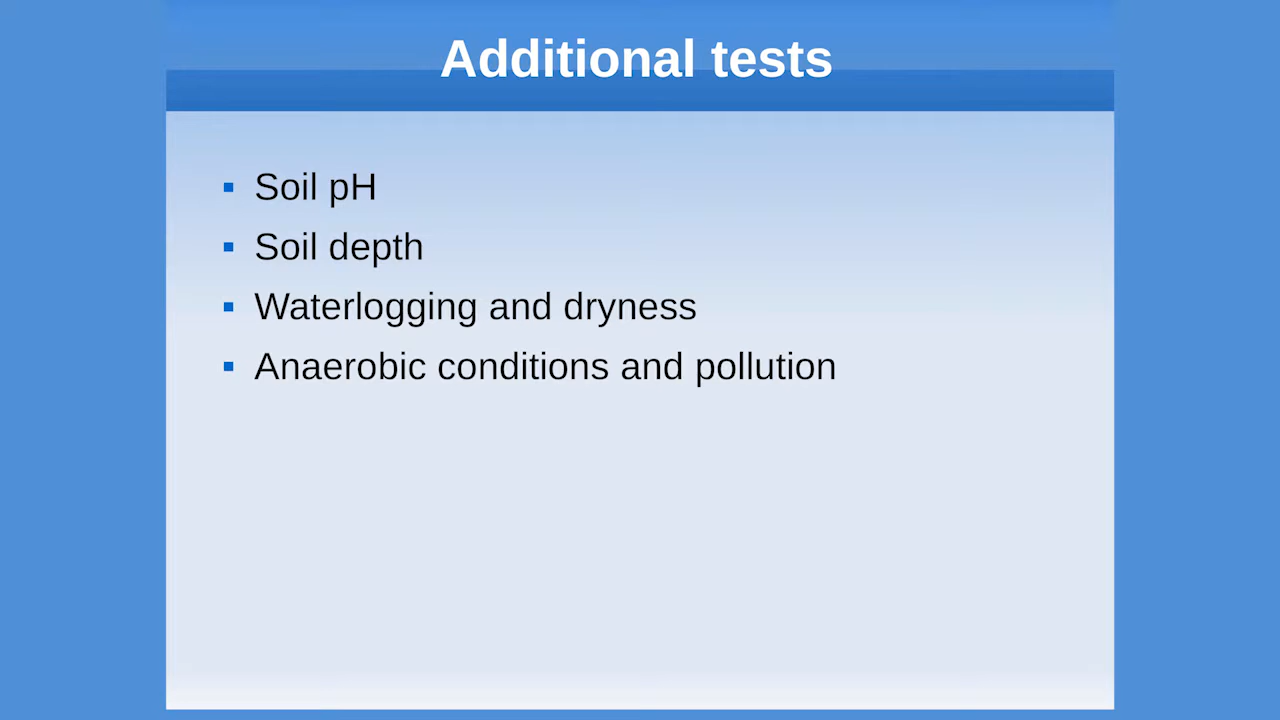 Additional tests
Soil pH
Soil depth
Waterlogging and dryness
Anaerobic conditions and pollution